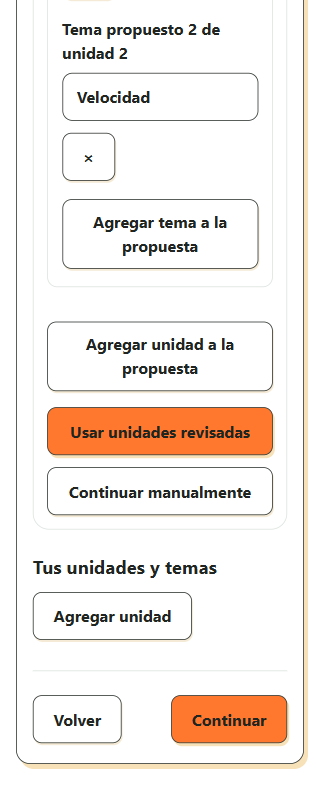 Tema propuesto 2 de
unidad 2
Velocidad
×
Agregar tema a la
propuesta
Agregar unidad a la
propuesta
Usar unidades revisadas
Continuar manualmente
Tus unidades y temas
Agregar unidad
Volver
Continuar